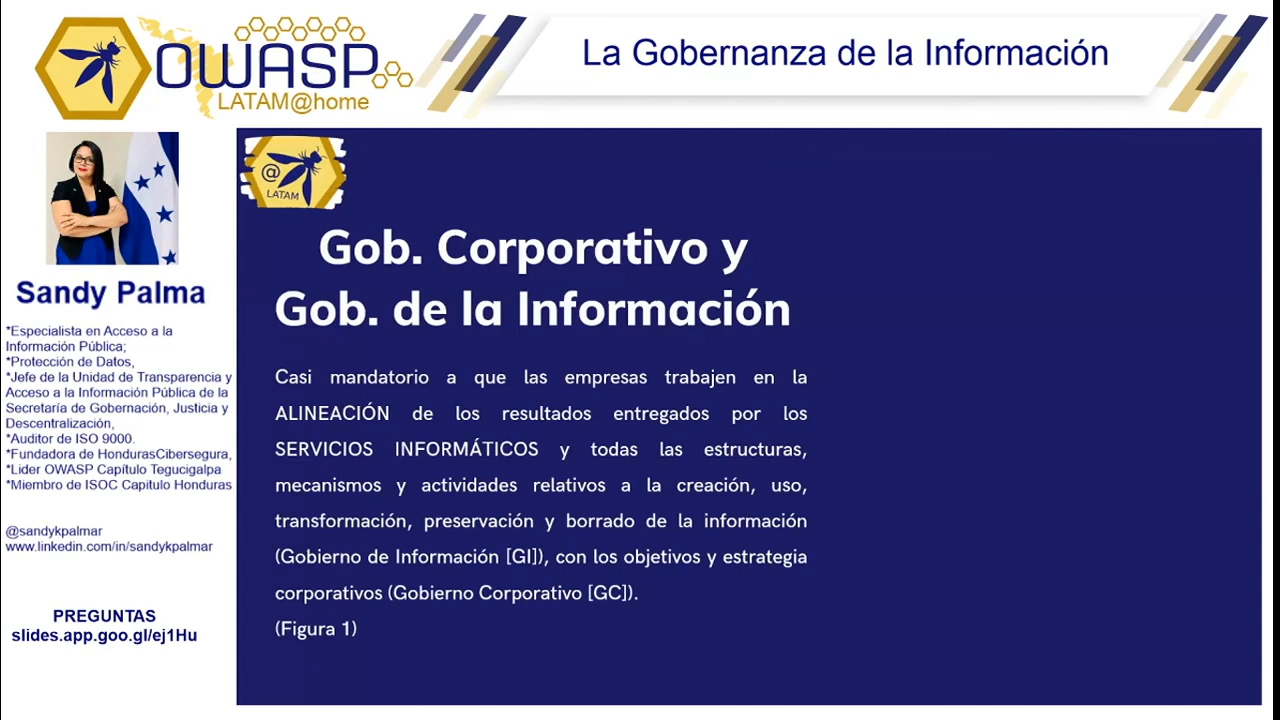 OWASP
LATAM@home
La Gobernanza de la Información
@
LATAM
Sandy Palma
*Especialista en Acceso a la
Información Pública;
*Protección de Datos,
*Jefe de la Unidad de Transparencia y
Acceso a la Información Pública de la
Secretaría de Gobernación, Justicia y
Descentralización,
*Auditor de ISO 9000.
*Fundadora de HondurasCibersegura,
*Lider OWASP Capítulo Tegucigalpa
*Miembro de ISOC Capitulo Honduras
@sandykpalmar
www.linkedin.com/in/sandykpalmar
PREGUNTAS
slides.app.goo.gl/ej1Hu
Gob. Corporativo y
Gob. de la Información
Casi mandatorio a que las empresas trabajen en la
ALINEACIÓN de los resultados entregados por los
SERVICIOS INFORMÁTICOS y todas las estructuras,
mecanismos y actividades relativos a la creación, uso,
transformación, preservación y borrado de la información
(Gobierno de Información [GI]), con los objetivos y estrategia
corporativos (Gobierno Corporativo [GC]).
(Figura 1)